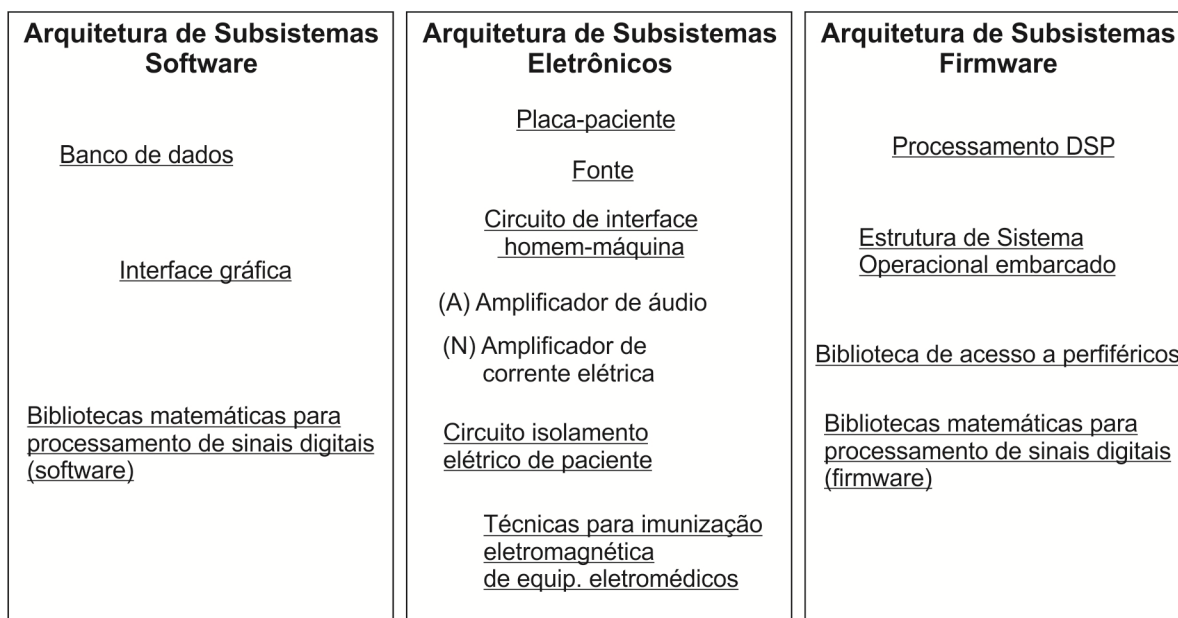 Arquitetura de Subsistemas
Software
Banco de dados
Interface gráfica
Bibliotecas matemáticas para
processamento de sinais digitais
(software)
Arquitetura de Subsistemas
Eletrônicos
Placa-paciente
Fonte
Circuito de interface
homem-máquina
(A) Amplificador de áudio
(N) Amplificador de
corrente elétrica
Circuito isolamento
elétrico de paciente
Técnicas para imunização
eletromagnética
de equip. eletromédicos
Arquitetura de Subsistemas
Firmware
Processamento DSP
Estrutura de Sistema
Operacional embarcado
Biblioteca de acesso a perfiféricos
Bibliotecas matemáticas para
processamento de sinais digitais
(firmware)